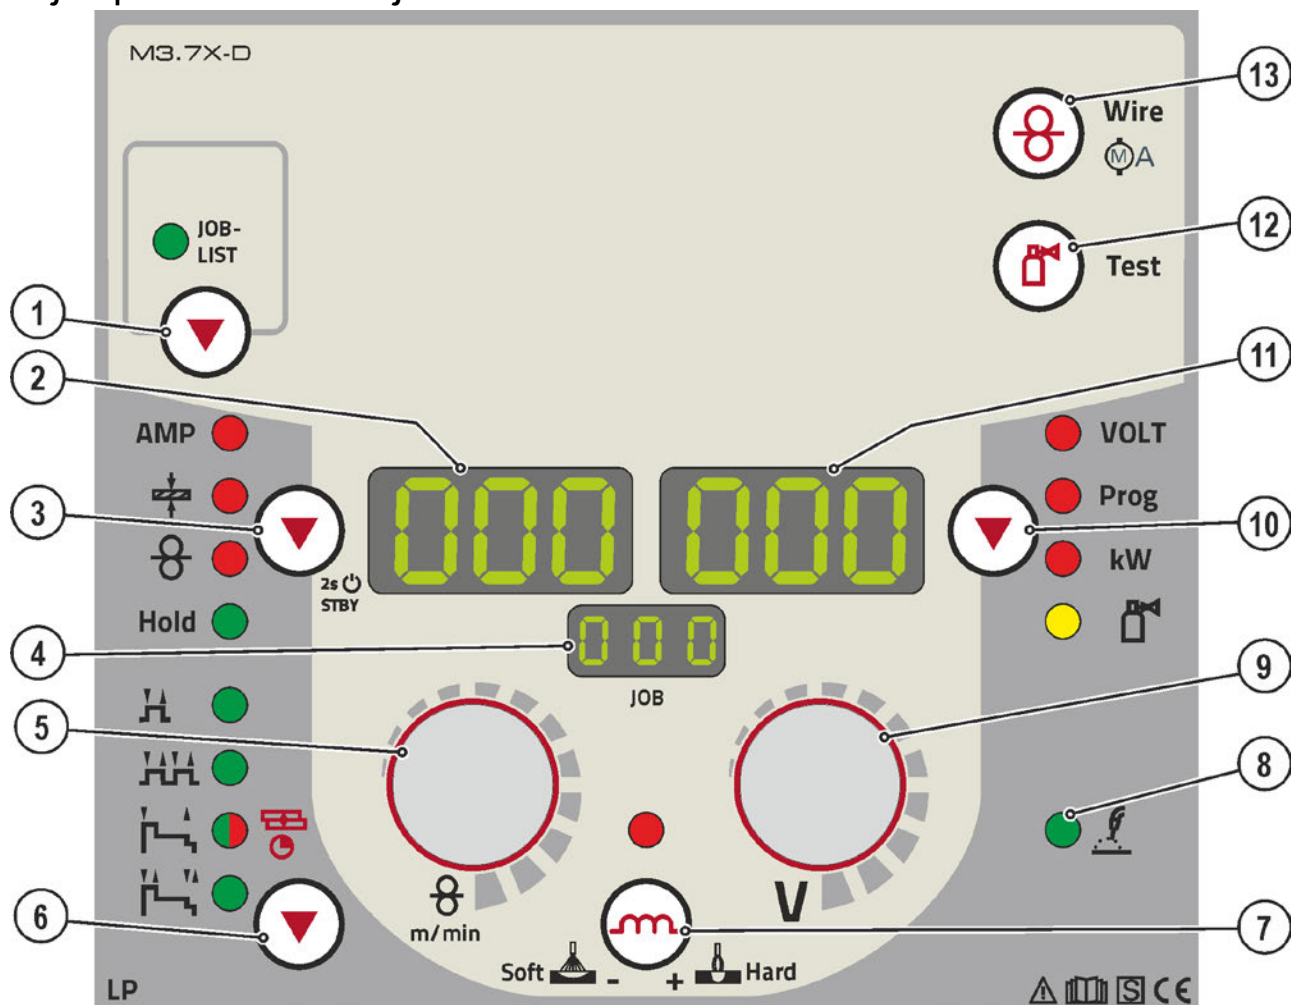 M3.7X-D
13
Wire
M A
JOB-
LIST
12
Test
1
2
11
AMP
VOLT
3
Prog
10
000
000
kW
2s
STBY
Hold
4
000
JOB
9
5
8
m/min
V
6
7
Soft - + Hard
LP
S CE